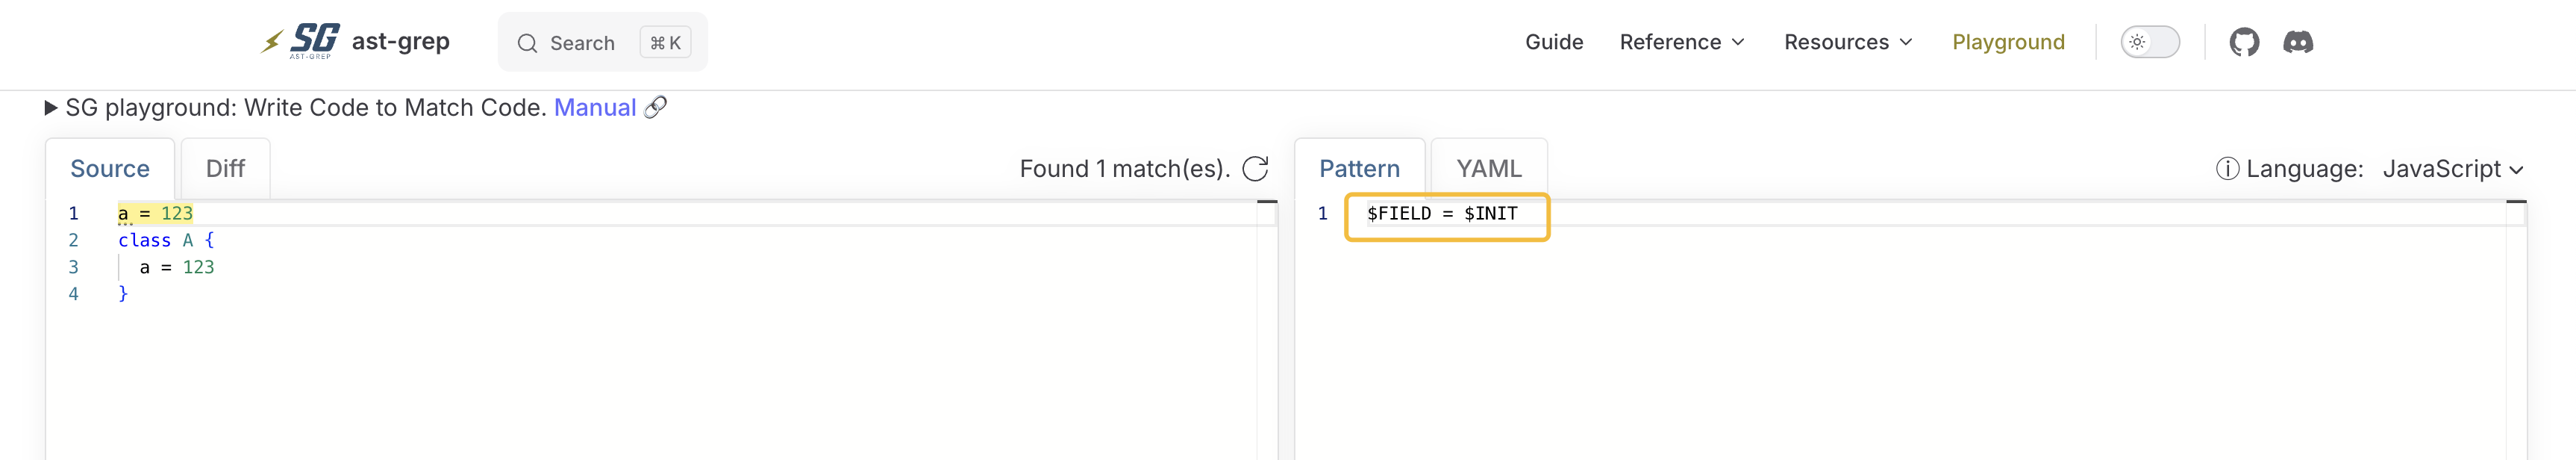 SG
AST-GREP
ast-grep
Search
⌘ K
Guide
Reference
Resources
Playground
SG playground: Write Code to Match Code. Manual 🔗
Source
Diff
Found 1 match(es).
Pattern
YAML
Language: JavaScript
1 a = 123
2 class A {
3 a = 123
4 }
1 $FIELD = $INIT